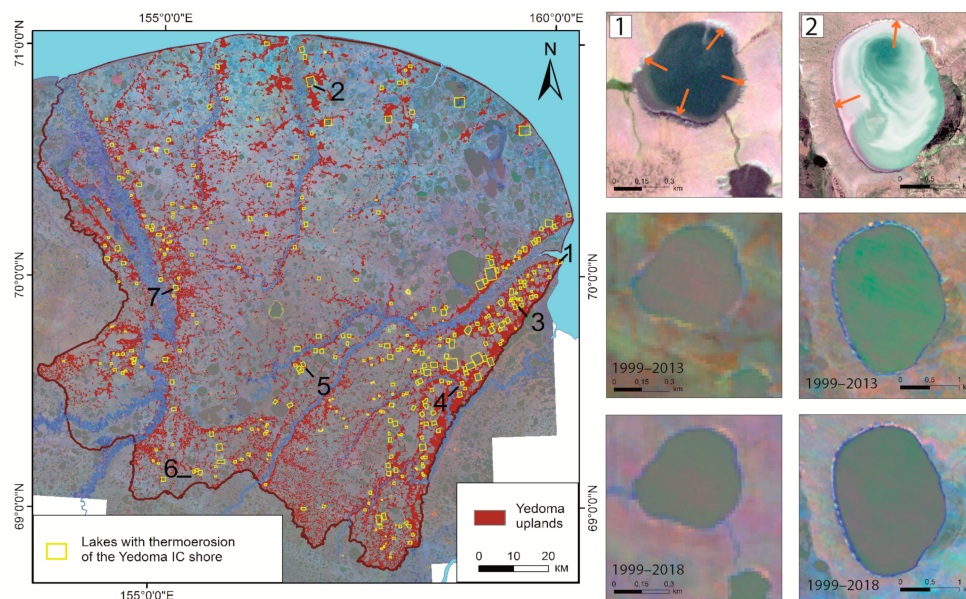 155°0'0"E
160°0'0"E
71°0'0"N
N
2
1
70°0'0"N
70°0'0"N
7
3
5
4
6
69°0'0"N
69°0'0"N
Lakes with thermoerosion
of the Yedoma IC shore
Yedoma
uplands
0 10 20
КМ
155°0'0"E
1
0 0.15 0.3
km
2
0 0.5 1
km
1999–2013
0 0.15 0.3
km
1999–2013
0 0.5 1
km
1999–2018
0 0.15 0.3
km
1999–2018
0 0.5 1
km